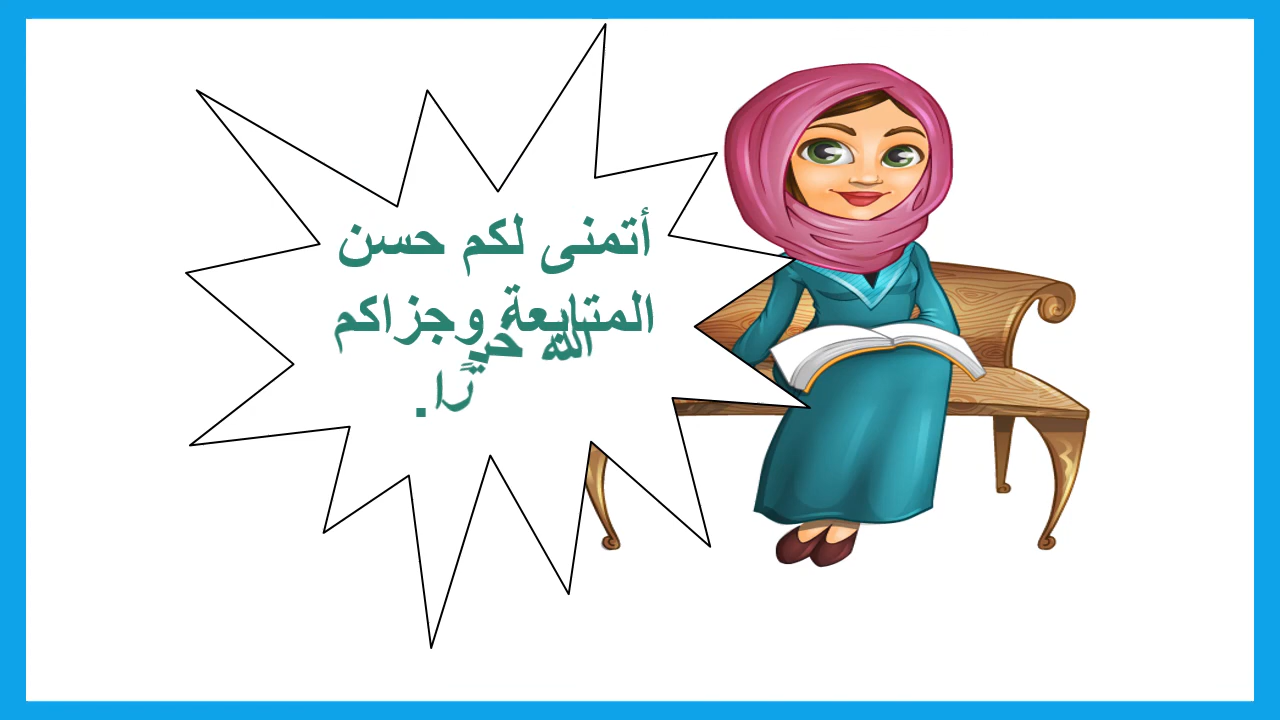 أتمنى لكم حسن
المتابعة وجزاكم
الله خيرًا.